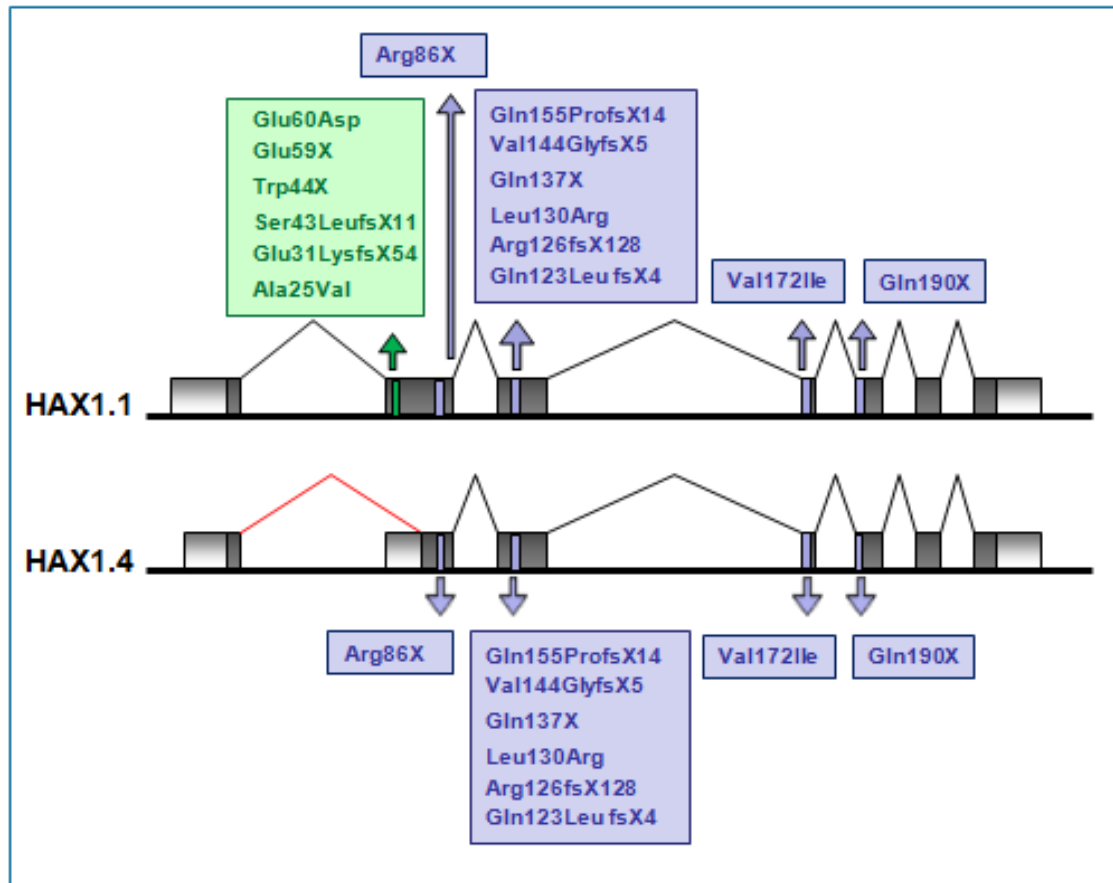 Arg86X
Glu60Asp
Glu59X
Trp44X
Ser43LeufsX11
Glu31LysfsX54
Ala25Val
Gln155ProfsX14
Val144GlyfsX5
Gln137X
Leu130Arg
Arg126fsX128
Gln123Leu fsX4
Val172Ile
Gln190X
HAX1.1
HAX1.4
Arg86X
Gln155ProfsX14
Val144GlyfsX5
Gln137X
Leu130Arg
Arg126fsX128
Gln123Leu fsX4
Val172Ile
Gln190X